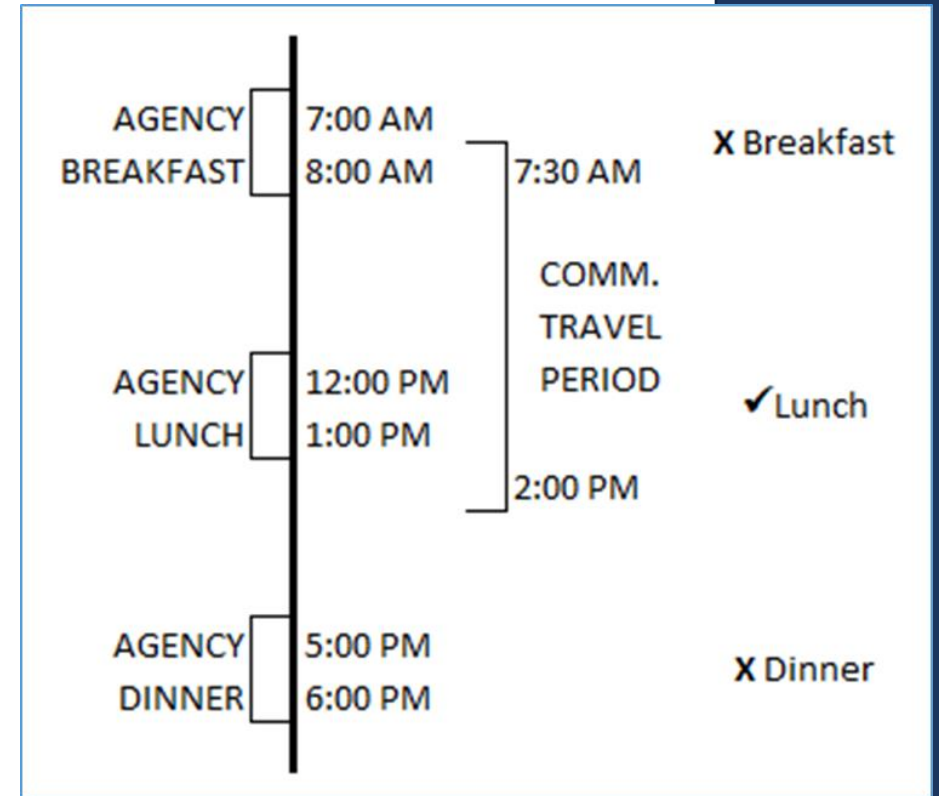 AGENCY 7:00 AM
X Breakfast
BREAKFAST 8:00 AM 7:30 AM
COMM.
TRAVEL
AGENCY 12:00 PM PERIOD
✔Lunch
LUNCH 1:00 PM
2:00 PM
AGENCY 5:00 PM
X Dinner
DINNER 6:00 PM